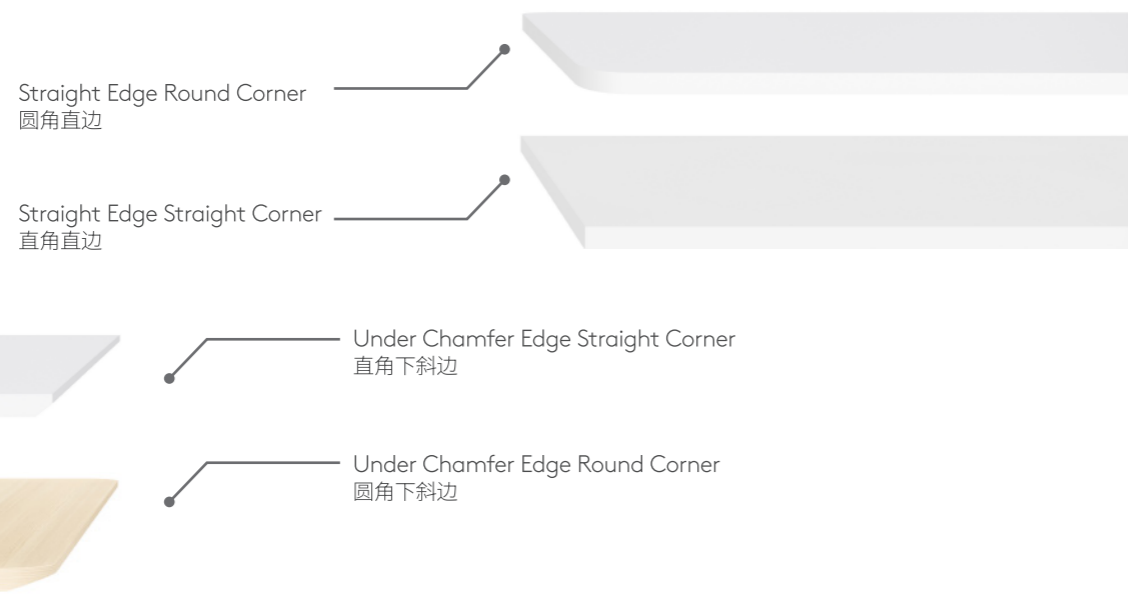 Straight Edge Round Corner
圆角直边
Straight Edge Straight Corner
直角直边
Under Chamfer Edge Straight Corner
直角下斜边
Under Chamfer Edge Round Corner
圆角下斜边